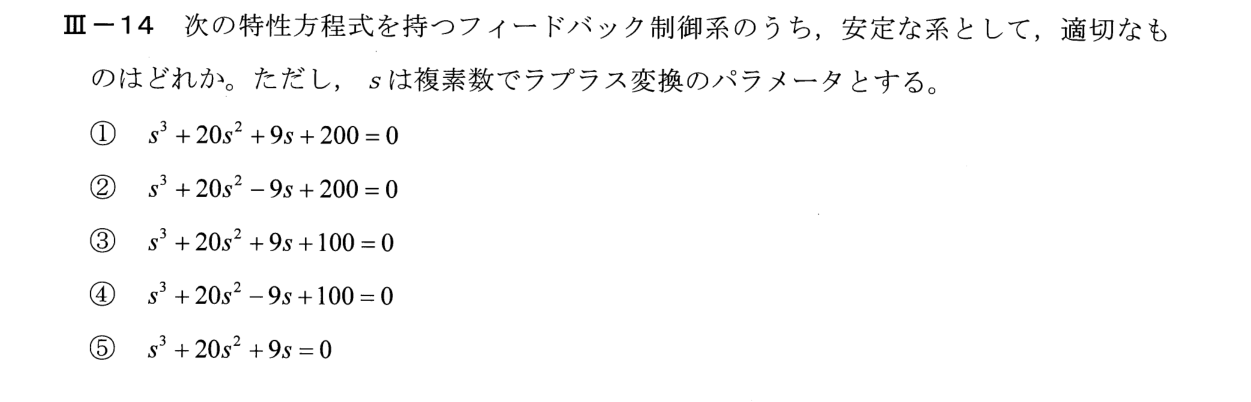 Ⅲ－14　次の特性方程式を持つフィードバック制御系のうち，安定な系として，適切なも
のはどれか。ただし， sは複素数でラプラス変換のパラメータとする。
① s³ + 20s² + 9s + 200 = 0
② s³ + 20s² − 9s + 200 = 0
③ s³ + 20s² + 9s + 100 = 0
④ s³ + 20s² − 9s + 100 = 0
⑤ s³ + 20s² + 9s = 0